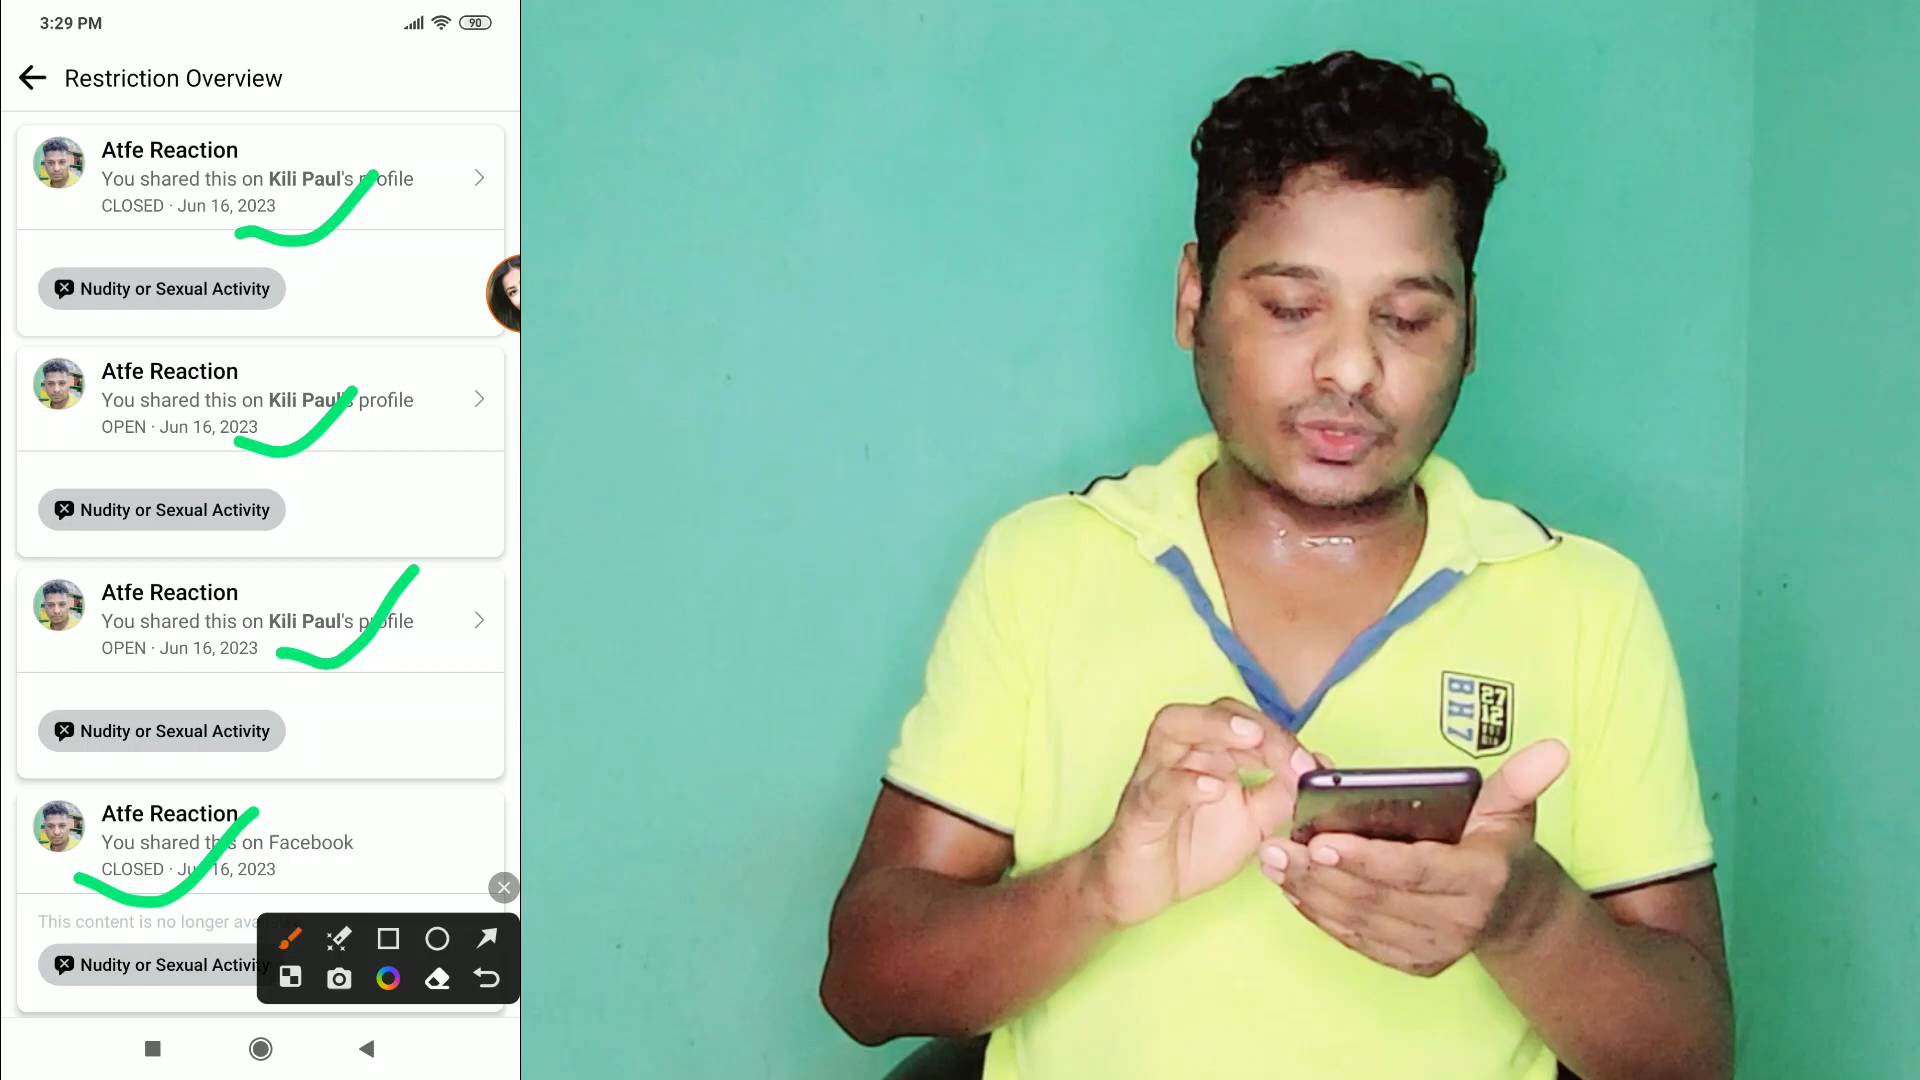 3:29 PM
90
Restriction Overview
Atfe Reaction
You shared this on Kili Paul's profile
CLOSED · Jun 16, 2023
Nudity or Sexual Activity
Atfe Reaction
You shared this on Kili Paul's profile
OPEN · Jun 16, 2023
Nudity or Sexual Activity
Atfe Reaction
You shared this on Kili Paul's profile
OPEN · Jun 16, 2023
Nudity or Sexual Activity
Atfe Reaction
You shared this on Facebook
CLOSED · Jun 16, 2023
This content is no longer
Nudity or Sexual Activity
BH7
27
12